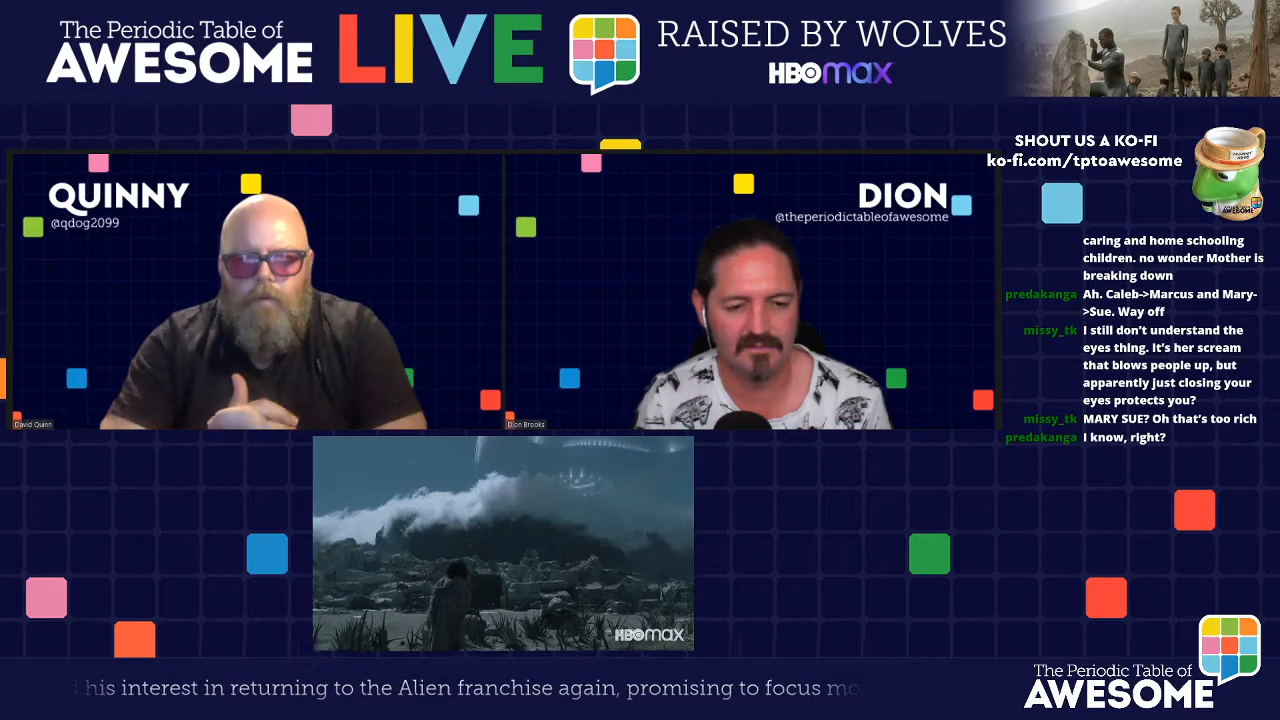 The Periodic Table of
AWESOME
LIVE
RAISED BY WOLVES
HBOmax
SHOUT US A KO-FI
ko-fi.com/tptoawesome
QUINNY
@qdog2099
DION
@theperiodictableofawesome
David Quinn
Dion Brooks
caring and home schooling
children. no wonder Mother is
breaking down
predakanga Ah. Caleb->Marcus and Mary-
>Sue. Way off
missy_tk I still don't understand the
eyes thing. It's her scream
that blows people up, but
apparently just closing your
eyes protects you?
missy_tk MARY SUE? Oh that's too rich
predakanga I know, right?
HBOmax
his interest in returning to the Alien franchise again, promising to focus mo
The Periodic Table of
AWESOME